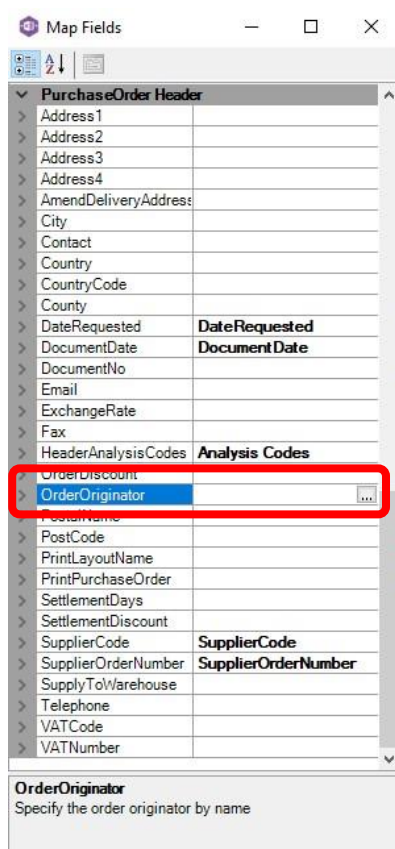 Map Fields
PurchaseOrder Header
Address1
Address2
Address3
Address4
AmendDeliveryAddress
City
Contact
Country
CountryCode
County
DateRequested DateRequested
DocumentDate DocumentDate
DocumentNo
Email
ExchangeRate
Fax
HeaderAnalysisCodes Analysis Codes
OrderDiscount
OrderOriginator ...
PostalName
PostCode
PrintLayoutName
PrintPurchaseOrder
SettlementDays
SettlementDiscount
SupplierCode SupplierCode
SupplierOrderNumber SupplierOrderNumber
SupplyToWarehouse
Telephone
VATCode
VATNumber
OrderOriginator
Specify the order originator by name